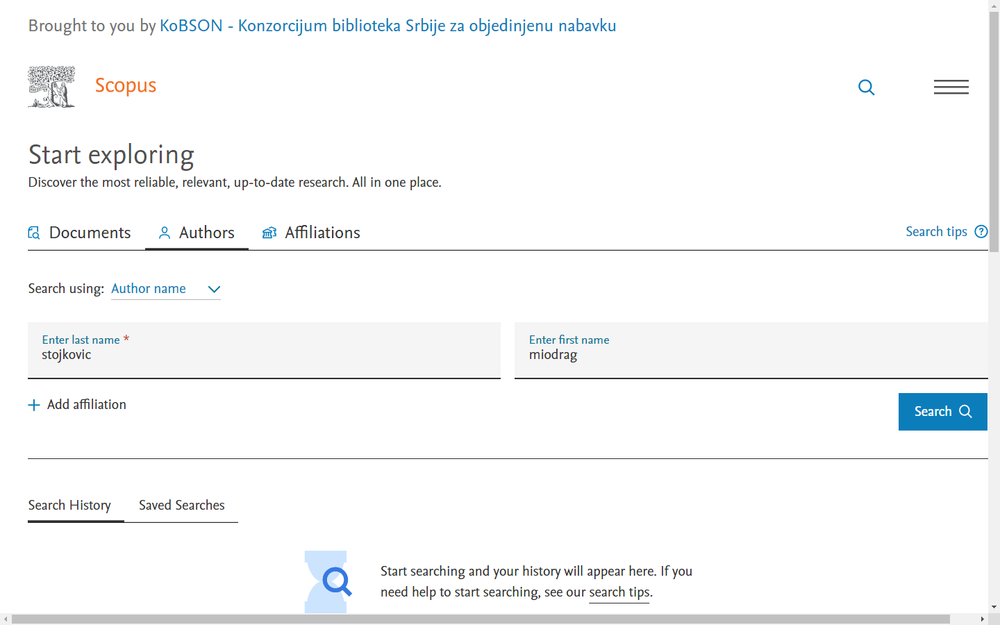 Brought to you by KoBSON - Konzorcijum biblioteka Srbije za objedinjenu nabavku
Scopus
Start exploring
Discover the most reliable, relevant, up-to-date research. All in one place.
Documents
Authors
Affiliations
Search tips
Search using: Author name
Enter last name *
stojkovic
Enter first name
miodrag
Add affiliation
Search
Search History
Saved Searches
Start searching and your history will appear here. If you
need help to start searching, see our search tips.